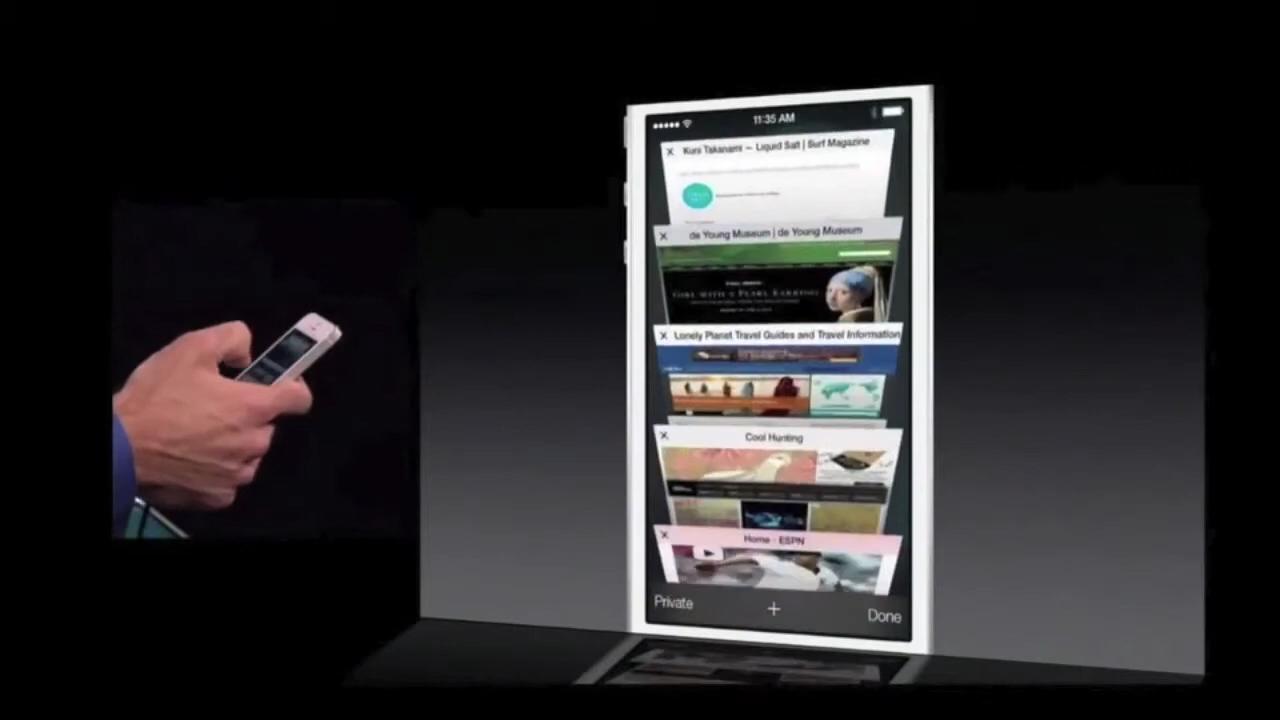 11:35 AM
× Kuni Takanami – Liquid Salt | Surf Magazine
× de Young Museum | de Young Museum
GIRL WITH A PEARL EARRING
× Lonely Planet Travel Guides and Travel Information
× Cool Hunting
× Home - ESPN
Private + Done